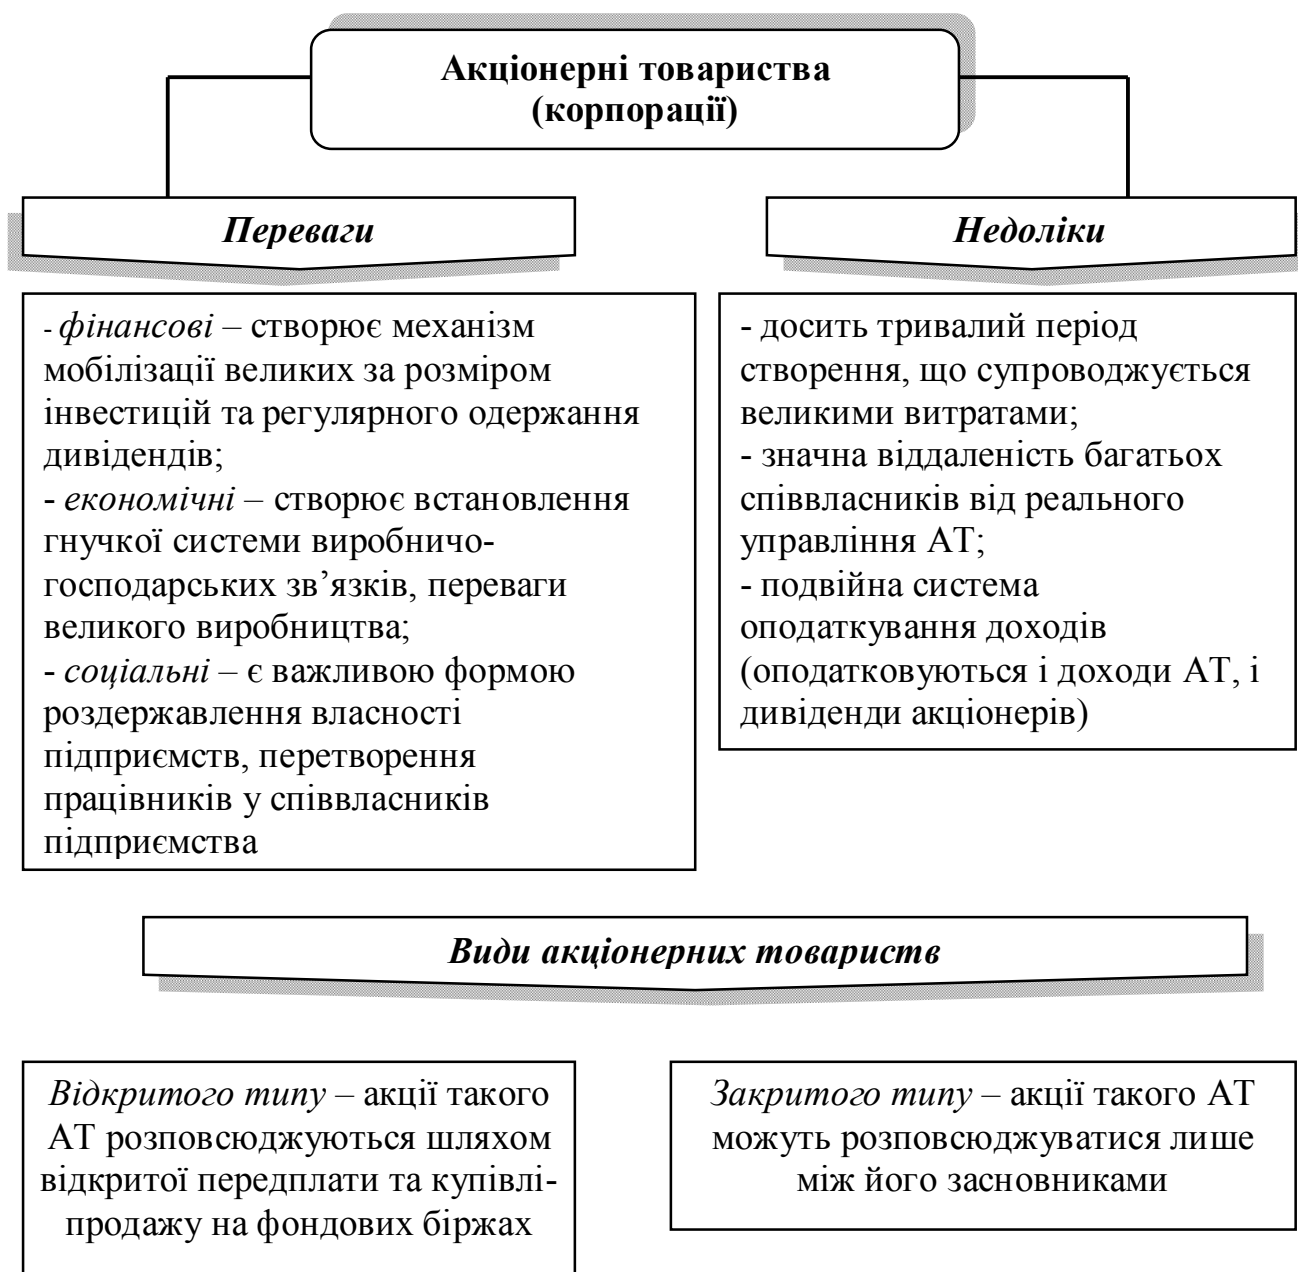 Акціонерні товариства
(корпорації)
Переваги
- фінансові – створює механізм
мобілізації великих за розміром
інвестицій та регулярного одержання
дивідендів;
- економічні – створює встановлення
гнучкої системи виробничо-
господарських зв’язків, переваги
великого виробництва;
- соціальні – є важливою формою
роздержавлення власності
підприємств, перетворення
працівників у співвласників
підприємства
Недоліки
- досить тривалий період
створення, що супроводжується
великими витратами;
- значна віддаленість багатьох
співвласників від реального
управління АТ;
- подвійна система
оподаткування доходів
(оподатковуються і доходи АТ, і
дивіденди акціонерів)
Види акціонерних товариств
Відкритого типу – акції такого
АТ розповсюджуються шляхом
відкритої передплати та купівлі-
продажу на фондових біржах
Закритого типу – акції такого АТ
можуть розповсюджуватися лише
між його засновниками